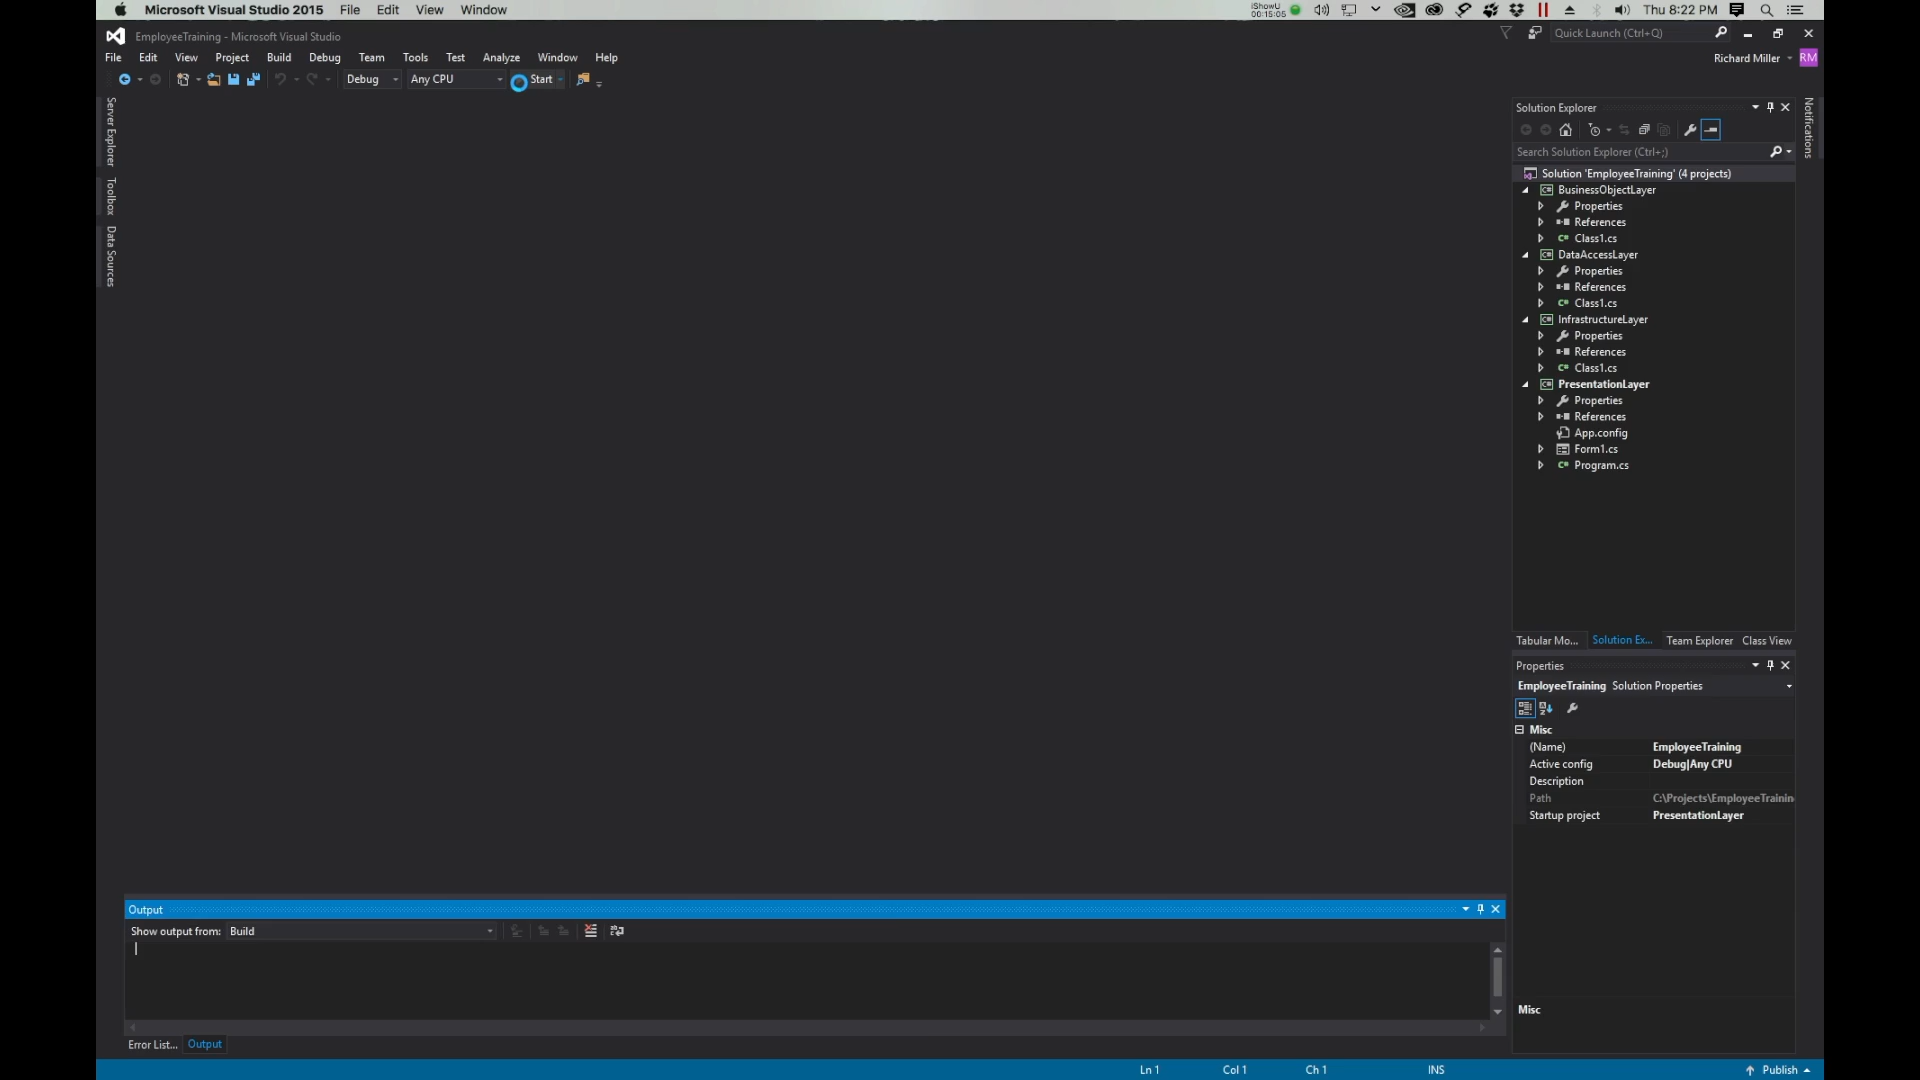 Microsoft Visual Studio 2015 File Edit View Window
iShowU
00:15:05
Thu 8:22 PM
EmployeeTraining - Microsoft Visual Studio
Quick Launch (Ctrl+Q)
File Edit View Project Build Debug Team Tools Test Analyze Window Help
Richard Miller RM
Debug Any CPU Start
Server Explorer
Toolbox
Data Sources
Notifications
Solution Explorer
Search Solution Explorer (Ctrl+;)
Solution 'EmployeeTraining' (4 projects)
BusinessObjectLayer
Properties
References
C# Class1.cs
DataAccessLayer
Properties
References
C# Class1.cs
InfrastructureLayer
Properties
References
C# Class1.cs
PresentationLayer
Properties
References
App.config
Form1.cs
C# Program.cs
Tabular Mo... Solution Ex... Team Explorer Class View
Properties
EmployeeTraining Solution Properties
Misc
(Name) EmployeeTraining
Active config Debug|Any CPU
Description
Path C:\Projects\EmployeeTrainin
Startup project PresentationLayer
Misc
Output
Show output from: Build
Error List... Output
Ln 1 Col 1 Ch 1 INS Publish